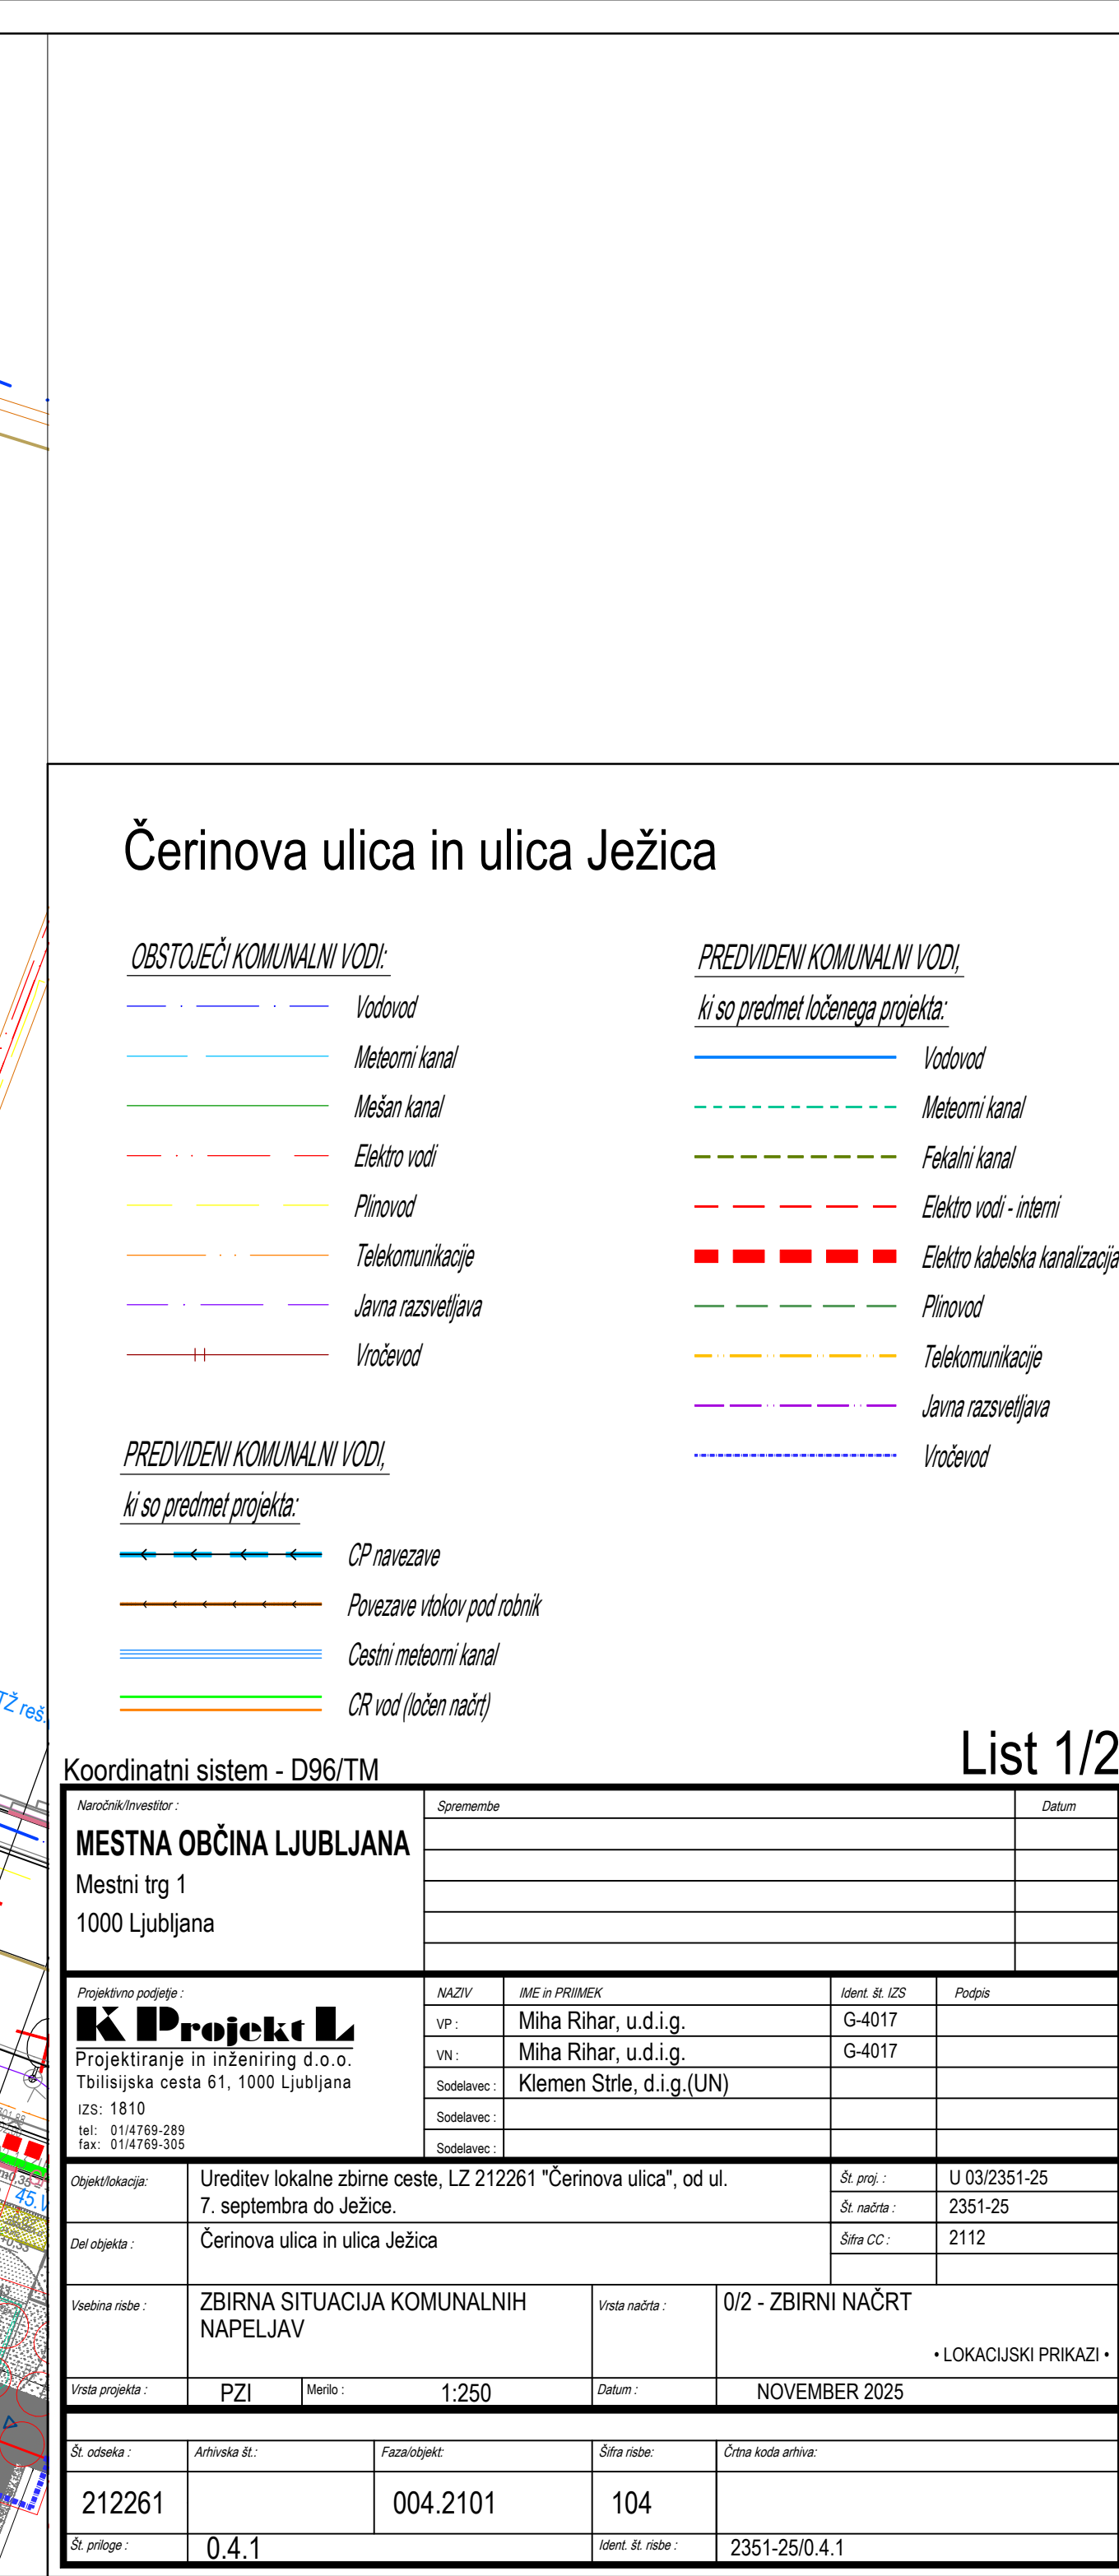 Čerinova ulica in ulica Ježica
OBSTOJEČI KOMUNALNI VODI:
Vodovod
Meteorni kanal
Mešan kanal
Elektro vodi
Plinovod
Telekomunikacije
Javna razsvetljava
Vročevod
PREDVIDENI KOMUNALNI VODI,
ki so predmet ločenega projekta:
Vodovod
Meteorni kanal
Fekalni kanal
Elektro vodi - interni
Elektro kabelska kanalizacija
Plinovod
Telekomunikacije
Javna razsvetljava
Vročevod
PREDVIDENI KOMUNALNI VODI,
ki so predmet projekta:
CP navezave
Povezave vtokov pod robnik
Cestni meteorni kanal
CR vod (ločen načrt)
TŽ reš.
45.V
List 1/2
Koordinatni sistem - D96/TM
Naročnik/Investitor :
MESTNA OBČINA LJUBLJANA
Mestni trg 1
1000 Ljubljana
Spremembe Datum
Projektivno podjetje :
K Projekt L
Projektiranje in inženiring d.o.o.
Tbilisijska cesta 61, 1000 Ljubljana
IZS: 1810
tel: 01/4769-289
fax: 01/4769-305
NAZIV IME in PRIIMEK Ident. št. IZS Podpis
VP : Miha Rihar, u.d.i.g. G-4017
VN : Miha Rihar, u.d.i.g. G-4017
Sodelavec : Klemen Strle, d.i.g.(UN)
Sodelavec :
Sodelavec :
Objekt/lokacija: Ureditev lokalne zbirne ceste, LZ 212261 "Čerinova ulica", od ul.
7. septembra do Ježice.
Št. proj. : U 03/2351-25
Št. načrta : 2351-25
Del objekta : Čerinova ulica in ulica Ježica
Šifra CC : 2112
Vsebina risbe : ZBIRNA SITUACIJA KOMUNALNIH
NAPELJAV
Vrsta načrta : 0/2 - ZBIRNI NAČRT
• LOKACIJSKI PRIKAZI •
Vrsta projekta : PZI Merilo : 1:250 Datum : NOVEMBER 2025
Št. odseka : Arhivska št.: Faza/objekt: Šifra risbe: Črtna koda arhiva:
212261 004.2101 104
Št. priloge : 0.4.1 Ident. št. risbe : 2351-25/0.4.1